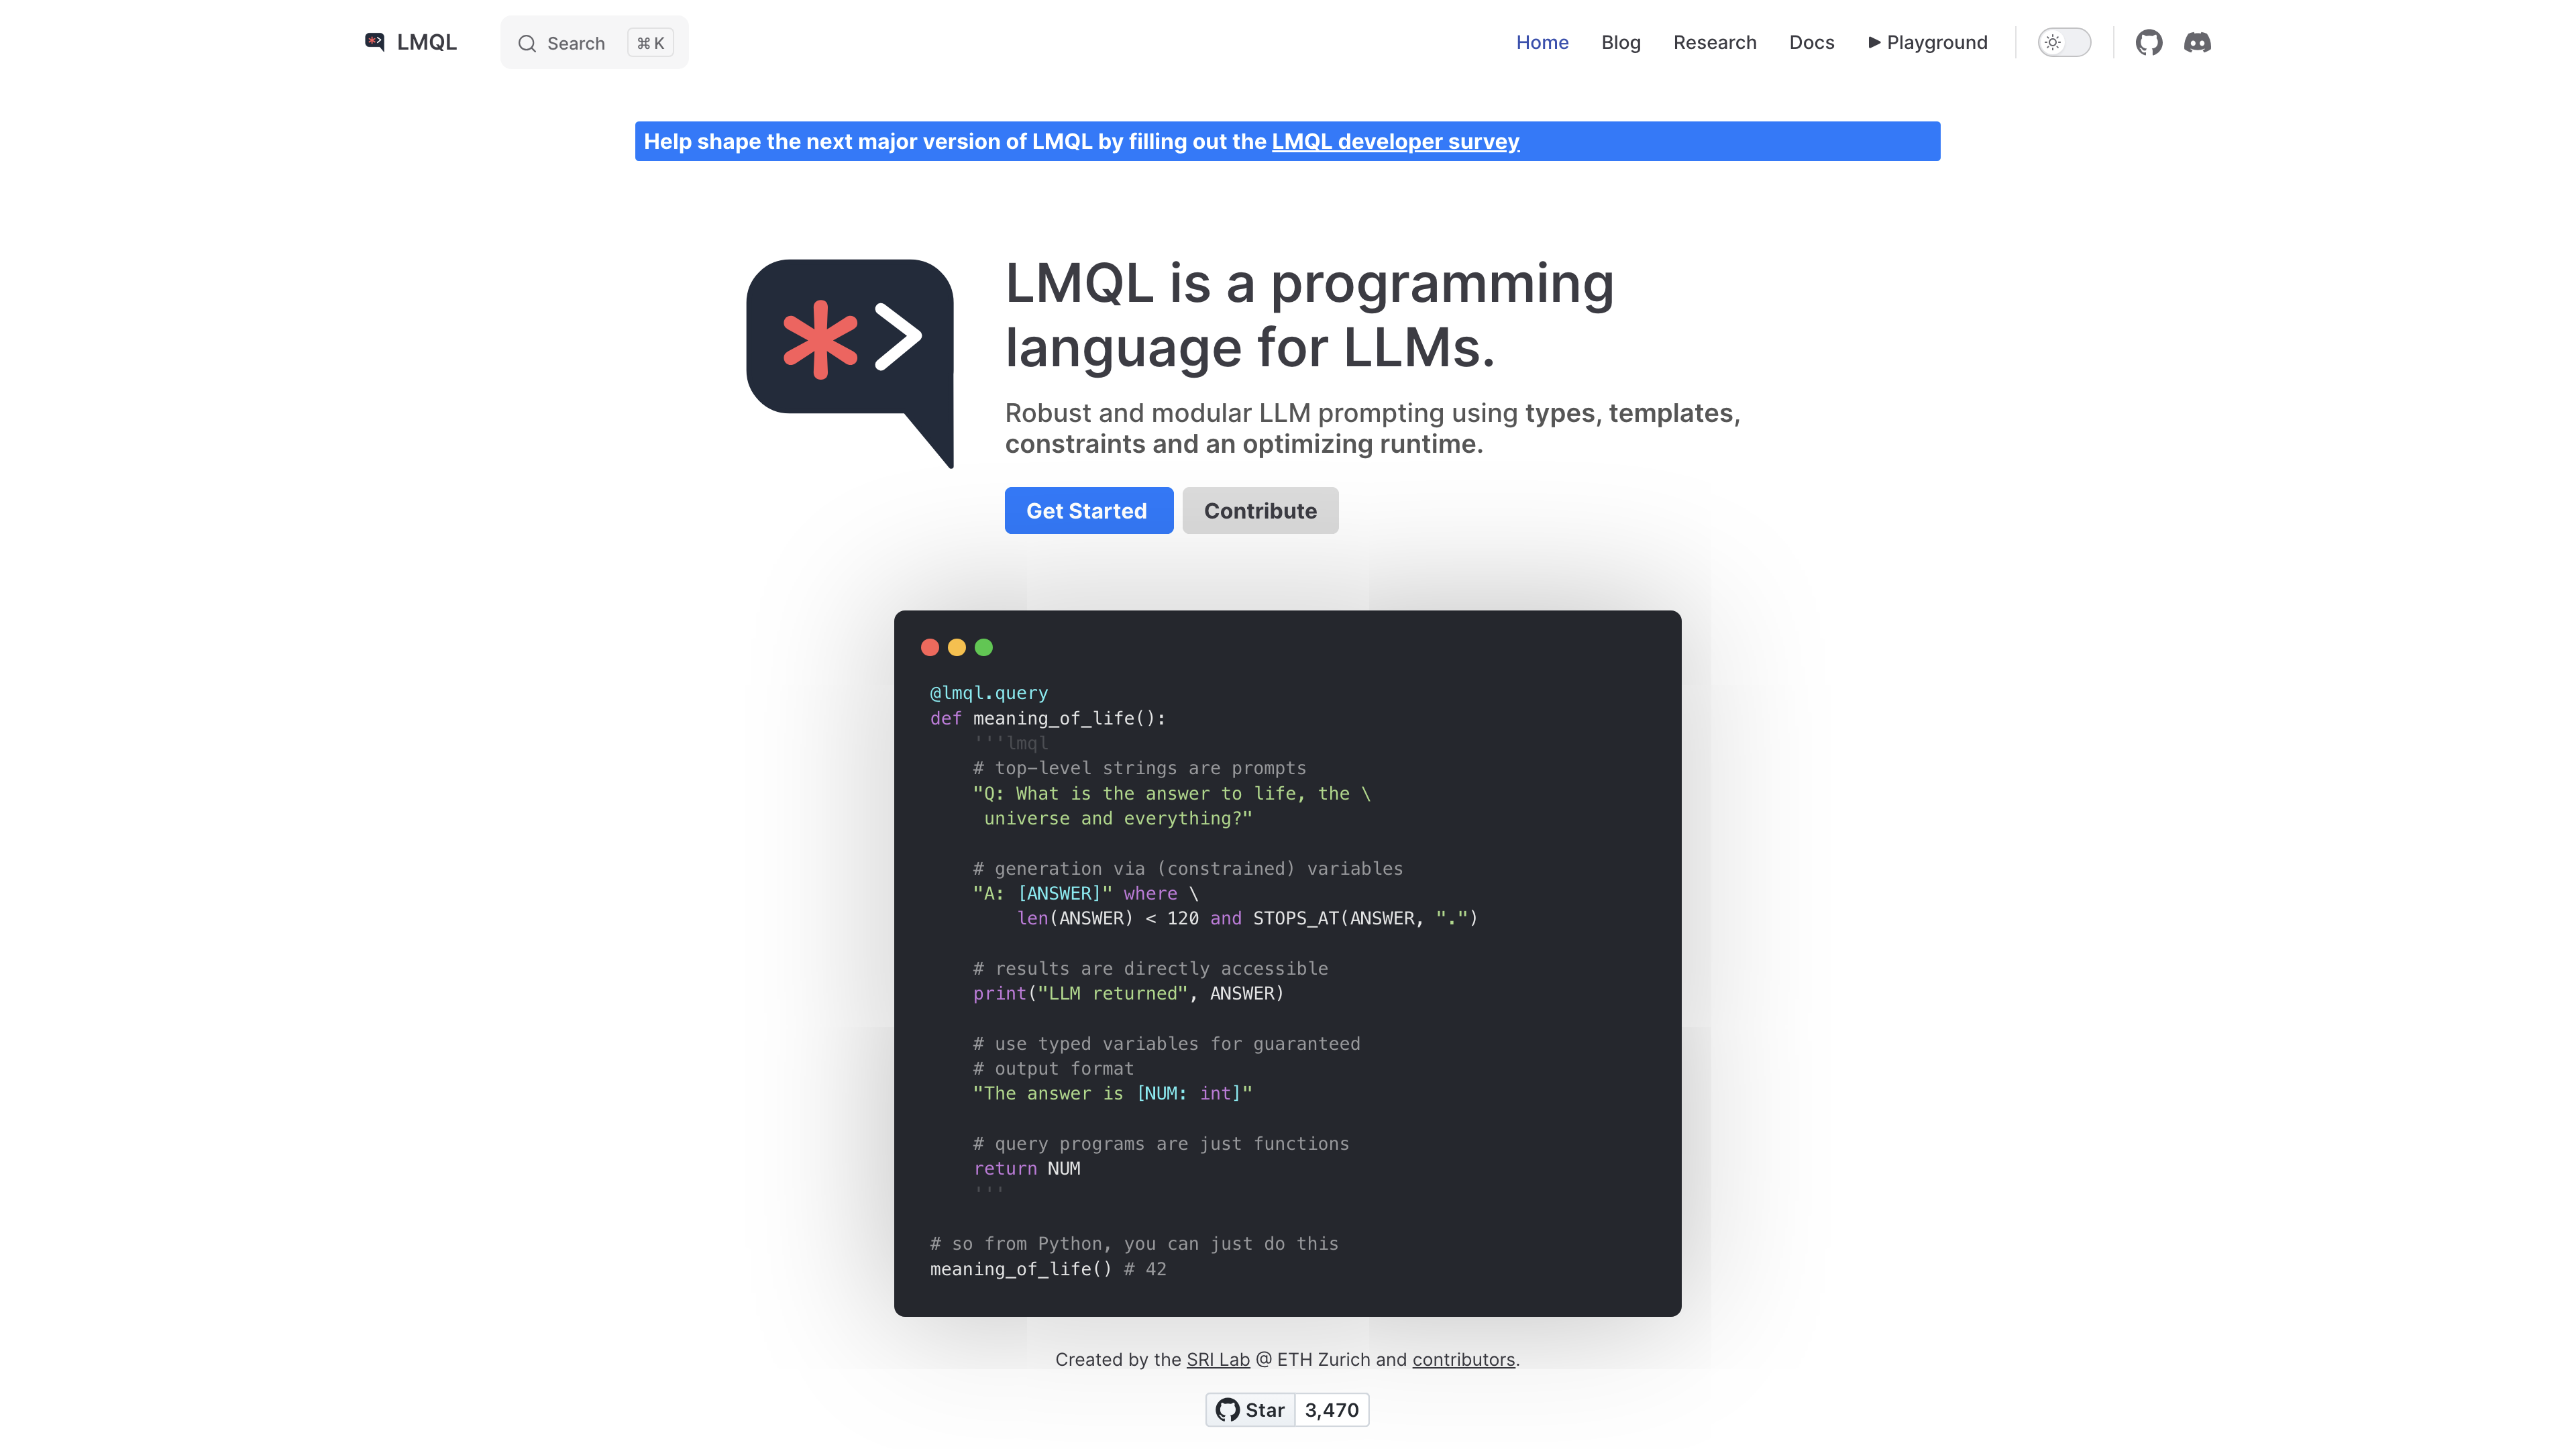 LMQL
Search ⌘ K
Home Blog Research Docs ▶ Playground
Help shape the next major version of LMQL by filling out the LMQL developer survey
LMQL is a programming
language for LLMs.
Robust and modular LLM prompting using types, templates,
constraints and an optimizing runtime.
Get Started Contribute
@lmql.query
def meaning_of_life():
    '''lmql
    # top-level strings are prompts
    "Q: What is the answer to life, the \
     universe and everything?"
    # generation via (constrained) variables
    "A: [ANSWER]" where \
        len(ANSWER) < 120 and STOPS_AT(ANSWER, ".")
    # results are directly accessible
    print("LLM returned", ANSWER)
    # use typed variables for guaranteed
    # output format
    "The answer is [NUM: int]"
    # query programs are just functions
    return NUM
    '''
# so from Python, you can just do this
meaning_of_life() # 42
Created by the SRI Lab @ ETH Zurich and contributors.
Star 3,470